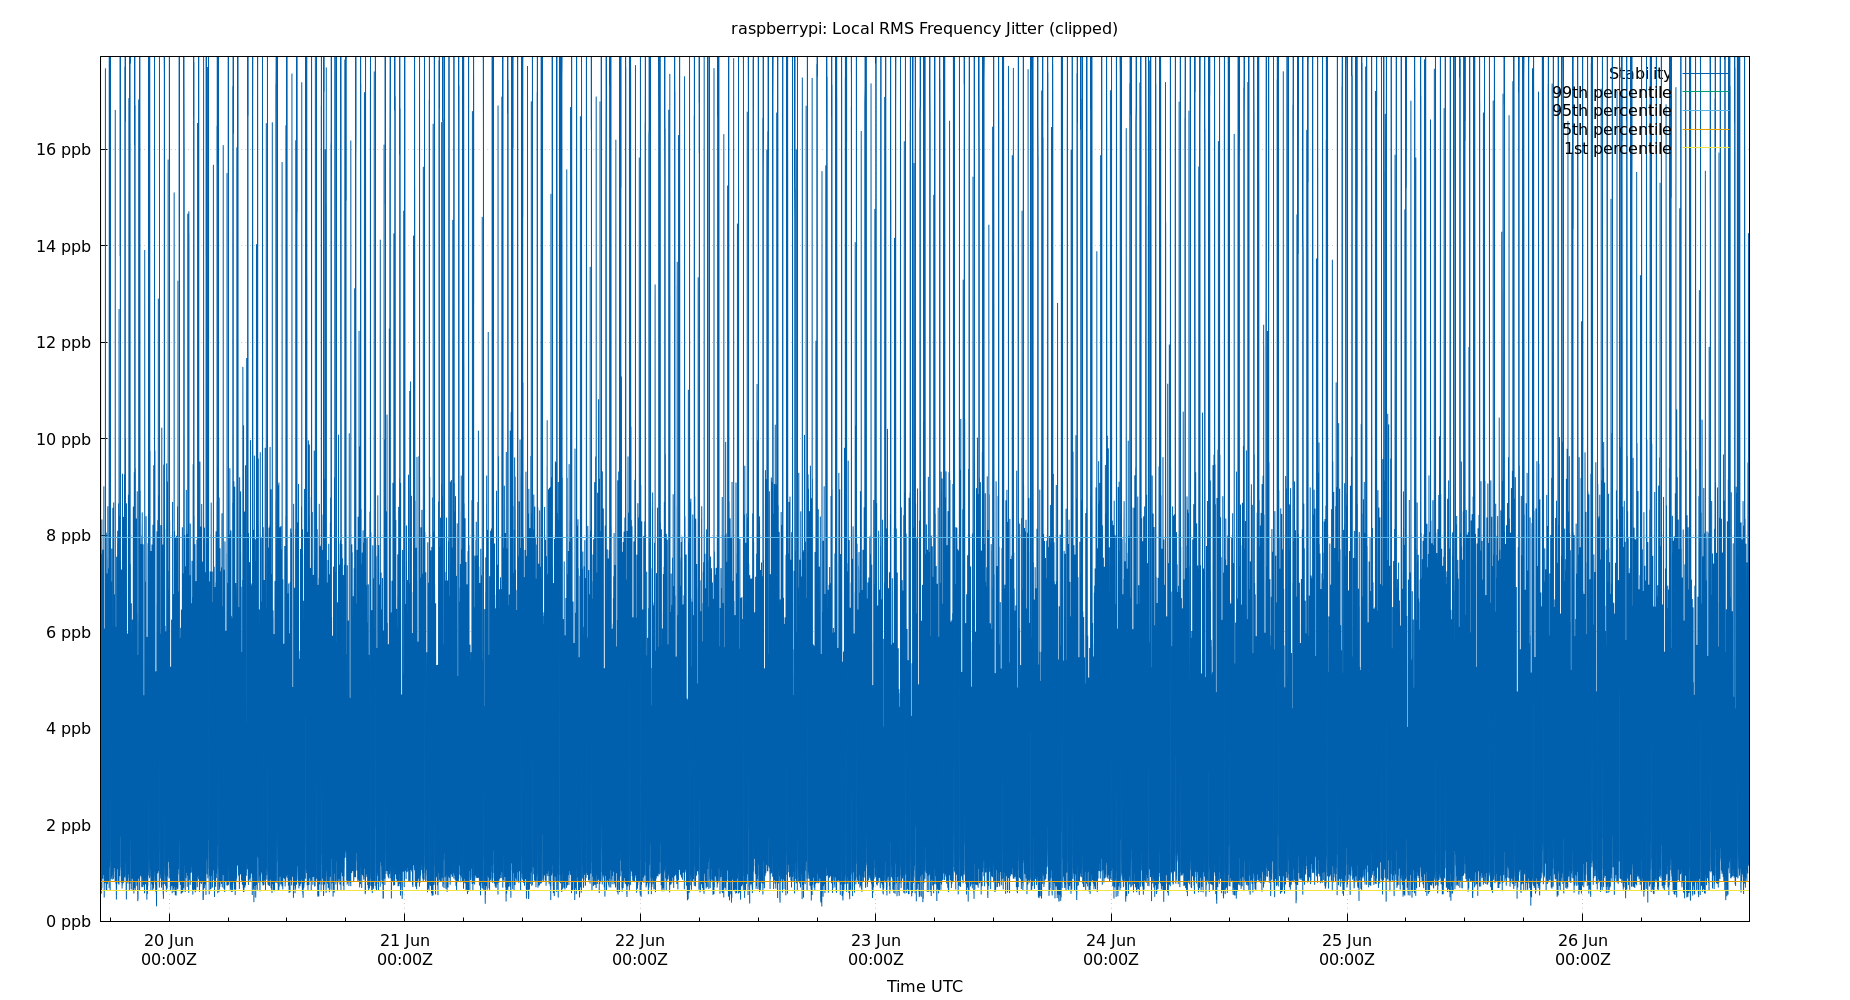 raspberrypi: Local RMS Frequency Jitter (clipped)
Stability
99th percentile
95th percentile
5th percentile
1st percentile
16 ppb
14 ppb
12 ppb
10 ppb
8 ppb
6 ppb
4 ppb
2 ppb
0 ppb
20 Jun 21 Jun 22 Jun 23 Jun 24 Jun 25 Jun 26 Jun
00:00Z 00:00Z 00:00Z 00:00Z 00:00Z 00:00Z 00:00Z
Time UTC